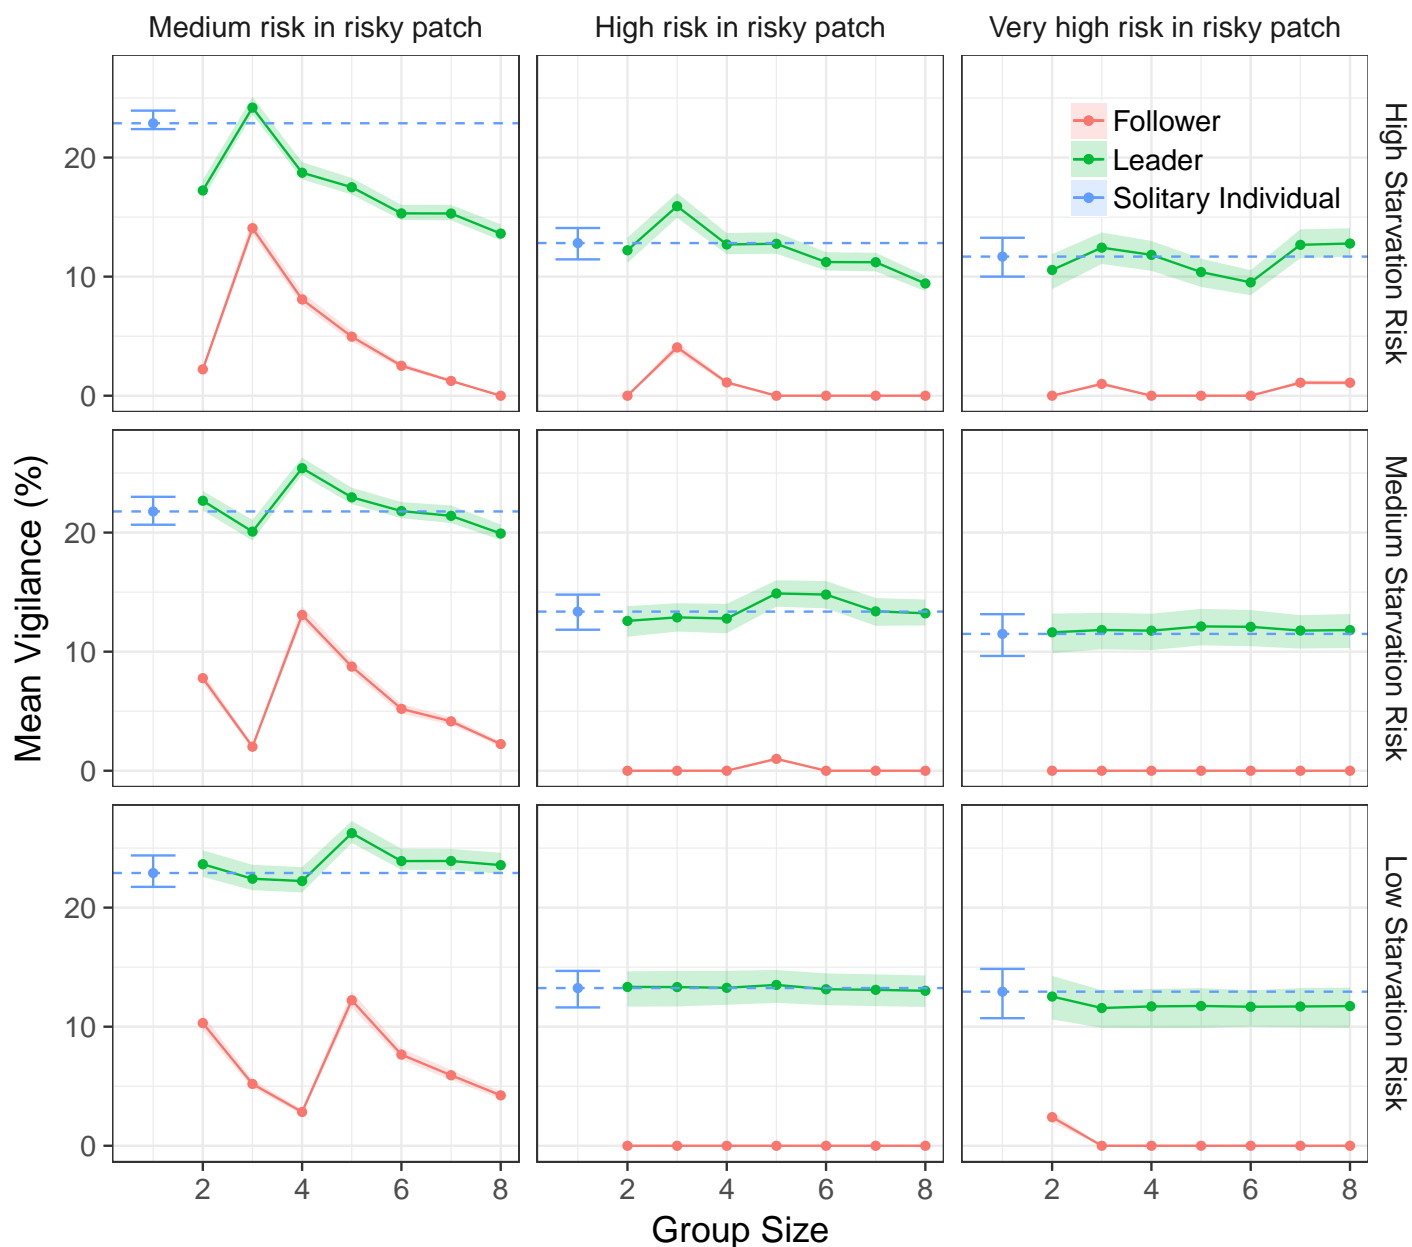 Medium risk in risky patch
High risk in risky patch
Very high risk in risky patch
20
10
0
High Starvation Risk
Follower
Leader
Solitary Individual
Mean Vigilance (%)
20
10
0
Medium Starvation Risk
20
10
0
Low Starvation Risk
2 4 6 8
2 4 6 8
2 4 6 8
Group Size